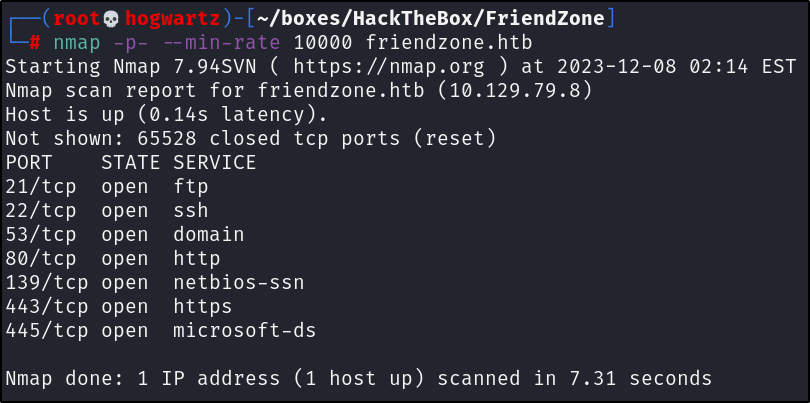 ┌──(root💀hogwartz)-[~/boxes/HackTheBox/FriendZone]
└─# nmap -p- --min-rate 10000 friendzone.htb
Starting Nmap 7.94SVN ( https://nmap.org ) at 2023-12-08 02:14 EST
Nmap scan report for friendzone.htb (10.129.79.8)
Host is up (0.14s latency).
Not shown: 65528 closed tcp ports (reset)
PORT    STATE SERVICE
21/tcp  open  ftp
22/tcp  open  ssh
53/tcp  open  domain
80/tcp  open  http
139/tcp open  netbios-ssn
443/tcp open  https
445/tcp open  microsoft-ds
Nmap done: 1 IP address (1 host up) scanned in 7.31 seconds